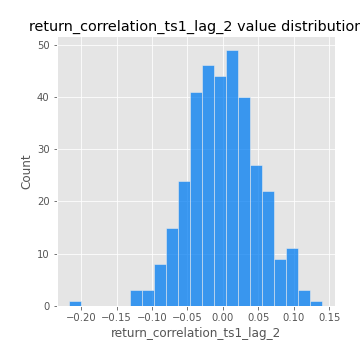 return_correlation_ts1_lag_2 value distribution
50
40
30
20
10
0
Count
−0.20 −0.15 −0.10 −0.05 0.00 0.05 0.10 0.15
return_correlation_ts1_lag_2